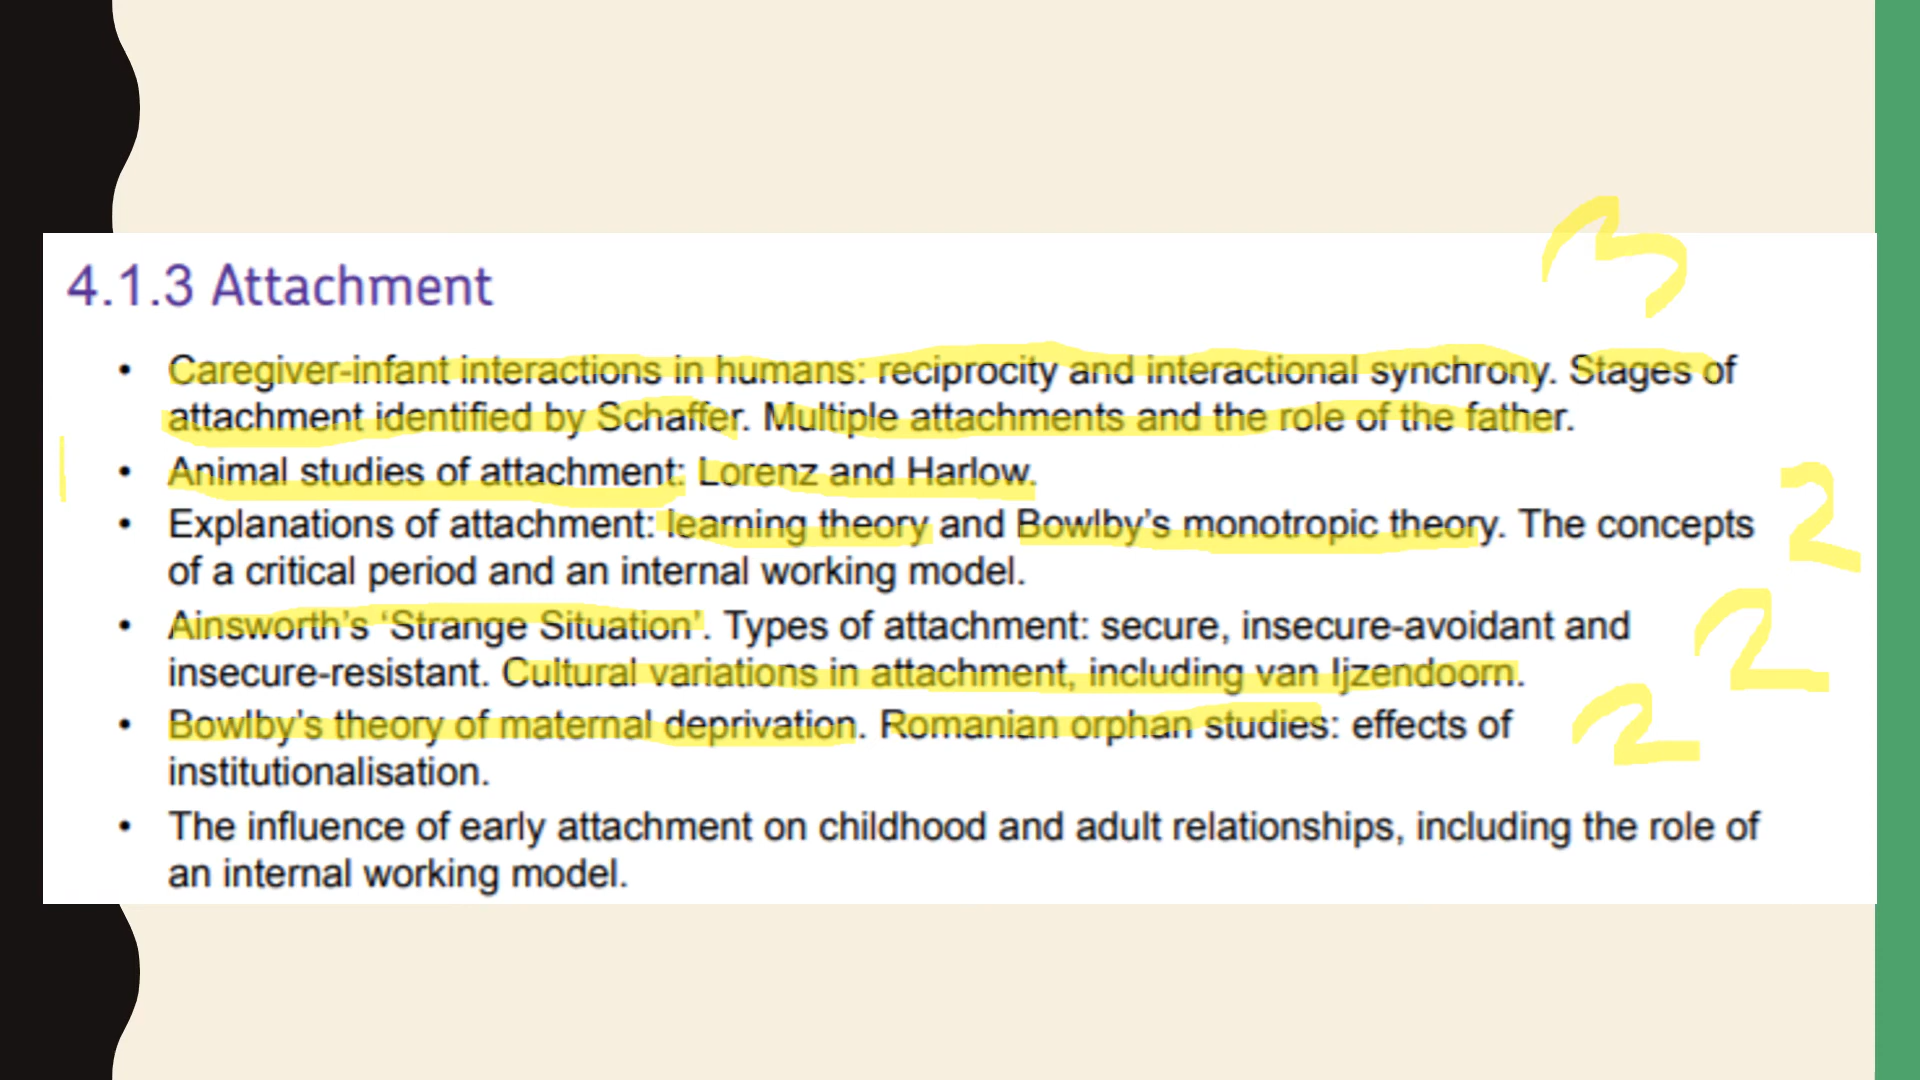 3
4.1.3 Attachment
• Caregiver-infant interactions in humans: reciprocity and interactional synchrony. Stages of
attachment identified by Schaffer. Multiple attachments and the role of the father.
1 • Animal studies of attachment: Lorenz and Harlow.
• Explanations of attachment: learning theory and Bowlby’s monotropic theory. The concepts 2
of a critical period and an internal working model.
• Ainsworth’s ‘Strange Situation’. Types of attachment: secure, insecure-avoidant and 2
insecure-resistant. Cultural variations in attachment, including van Ijzendoorn.
• Bowlby’s theory of maternal deprivation. Romanian orphan studies: effects of 2
institutionalisation.
• The influence of early attachment on childhood and adult relationships, including the role of
an internal working model.